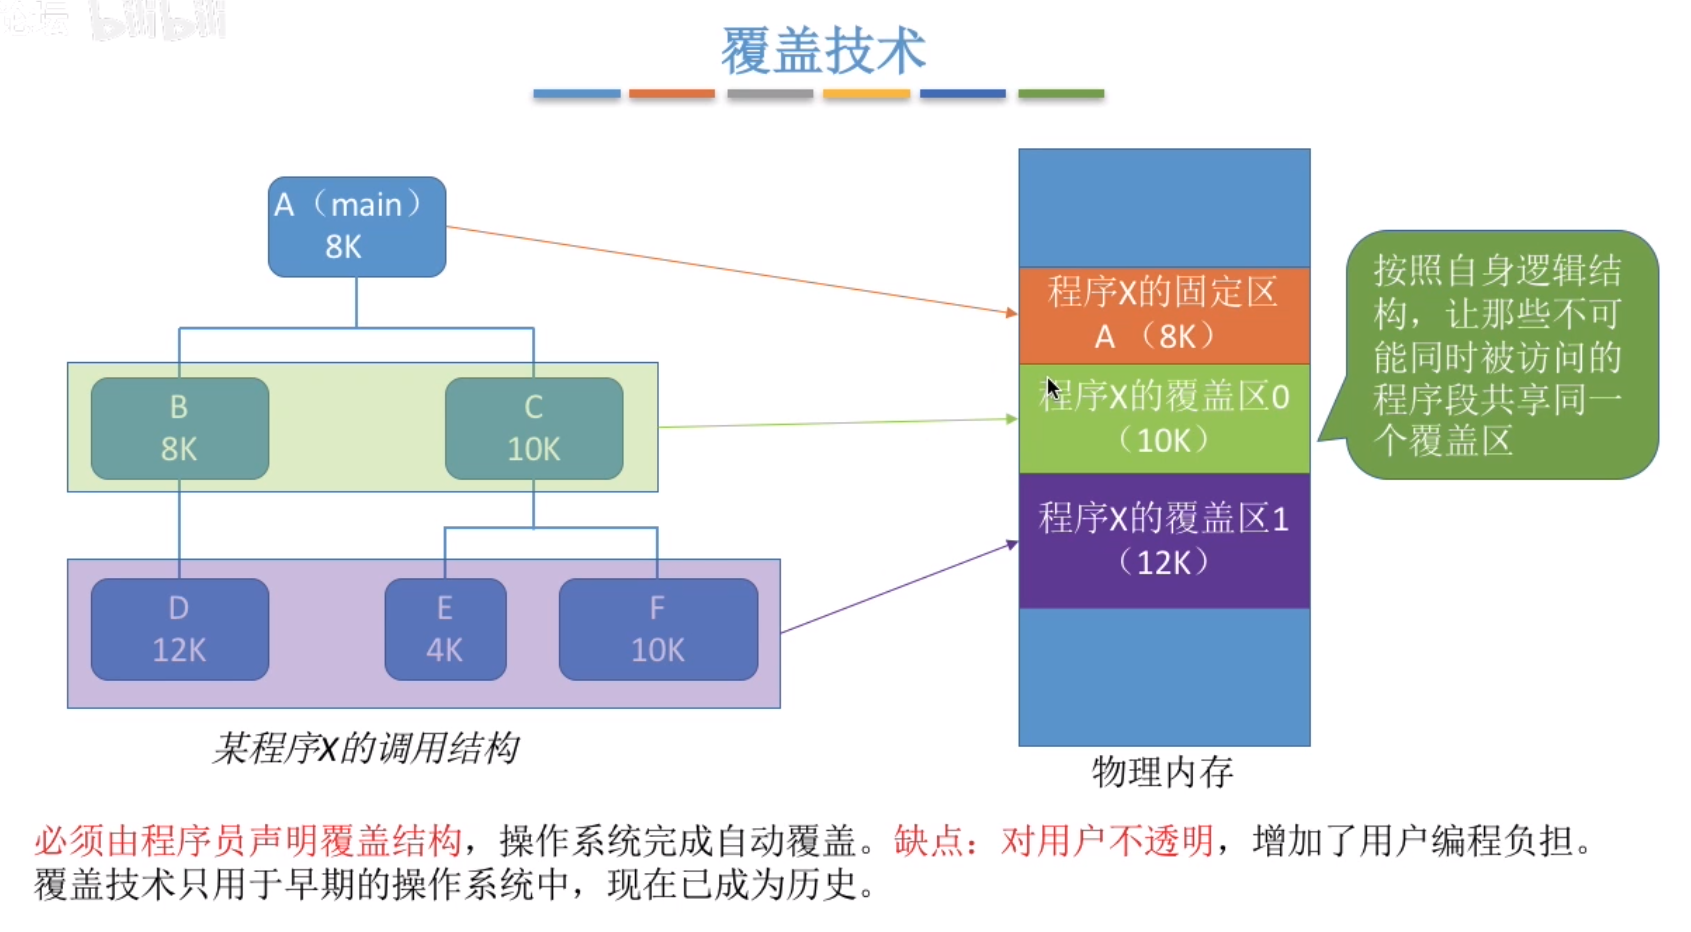 bilibili
覆盖技术
A（main）
8K
B
8K
C
10K
D
12K
E
4K
F
10K
某程序X的调用结构
程序X的固定区
A （8K）
程序X的覆盖区0
（10K）
程序X的覆盖区1
（12K）
物理内存
按照自身逻辑结
构，让那些不可
能同时被访问的
程序段共享同一
个覆盖区
必须由程序员声明覆盖结构，操作系统完成自动覆盖。缺点：对用户不透明，增加了用户编程负担。
覆盖技术只用于早期的操作系统中，现在已成为历史。